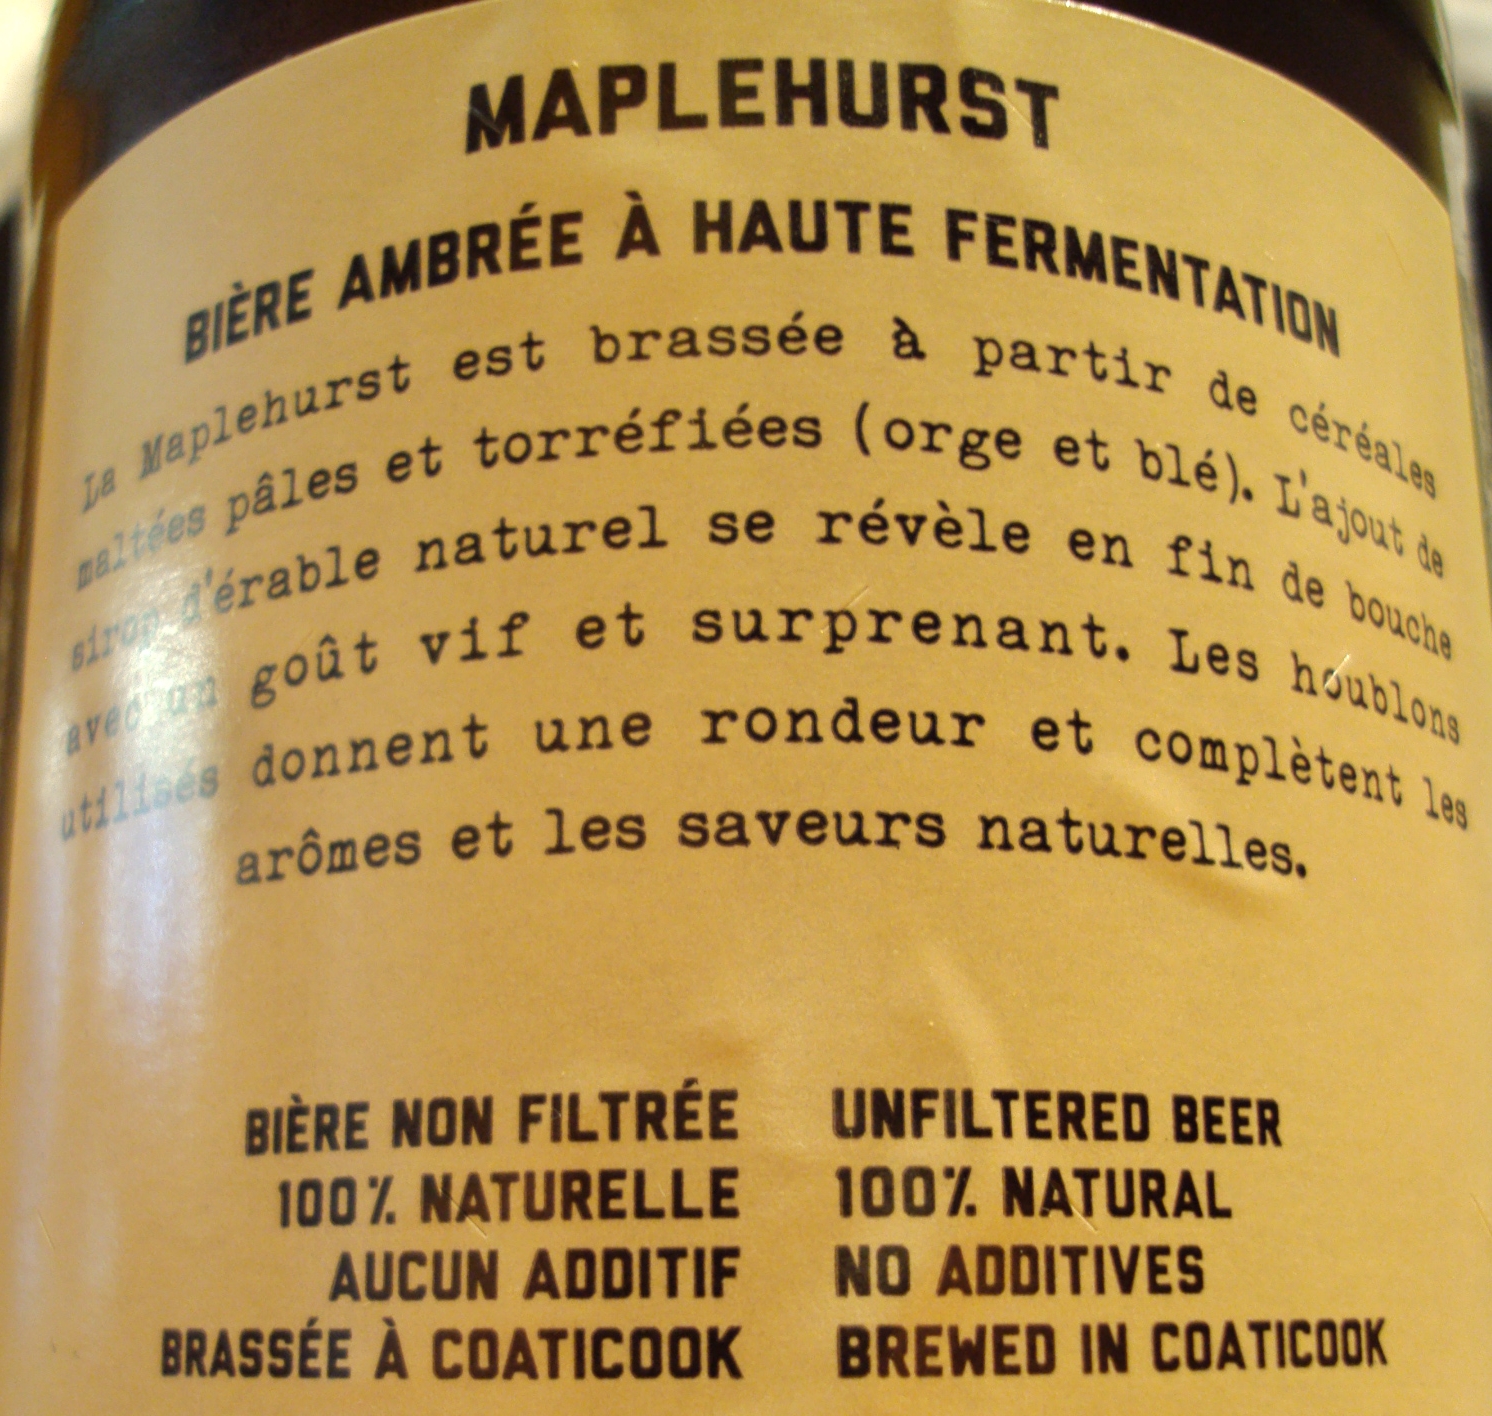 MAPLEHURST
BIÈRE AMBRÉE À HAUTE FERMENTATION
La Maplehurst est brassée à partir de céréales
maltées pâles et torréfiées (orge et blé). L'ajout de
sirop d'érable naturel se révèle en fin de bouche
avec un goût vif et surprenant. Les houblons
utilisés donnent une rondeur et complètent les
arômes et les saveurs naturelles.
BIÈRE NON FILTRÉE
100% NATURELLE
AUCUN ADDITIF
BRASSÉE À COATICOOK
UNFILTERED BEER
100% NATURAL
NO ADDITIVES
BREWED IN COATICOOK